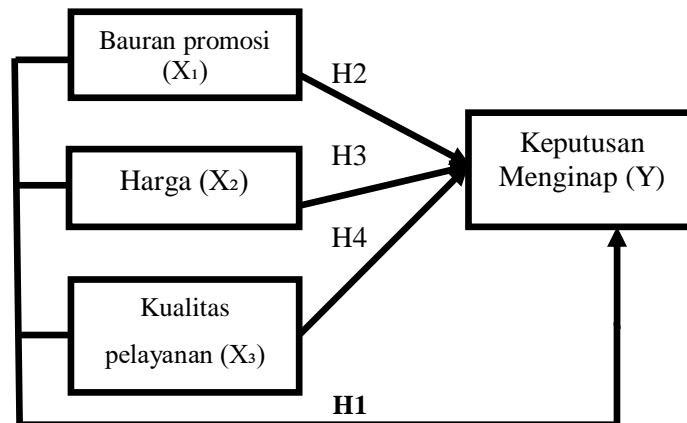 Bauran promosi
(X₁)
H2
Harga (X₂)
H3
Keputusan
Menginap (Y)
H4
Kualitas
pelayanan (X₃)
H1